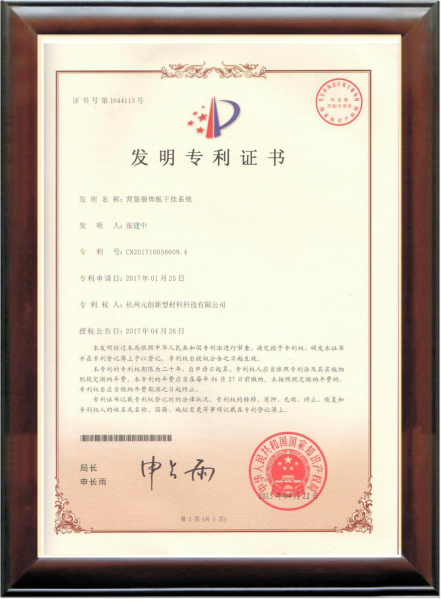 证书号第1644113号
发明专利证书
发明名称：背筋装饰板干挂系统
发明人：张建中
专利号：CN201710056609.4
专利申请日：2017年01月25日
专利权人：杭州元创新型材料科技有限公司
授权公告日：2017年04月26日
本发明经过本局依照中华人民共和国专利法进行审查，决定授予专利权，颁发本证书
并在专利登记簿上予以登记。专利权自授权公告之日起生效。
本专利的专利权期限为二十年，自申请日起算。专利权人应当依照专利法及其实施细
则规定缴纳年费。本专利的年费应当在每年01月27日前缴纳。未按照规定缴纳年费的，
专利权自应当缴纳年费期满之日起终止。
专利证书记载专利权登记时的法律状况。专利权的转移、质押、无效、终止、恢复和
专利权人的姓名或名称、国籍、地址变更等事项记载在专利登记簿上。
局长
申长雨
申长雨
中华人民共和国国家知识产权局
2015年04月22日
第1页(共1页)